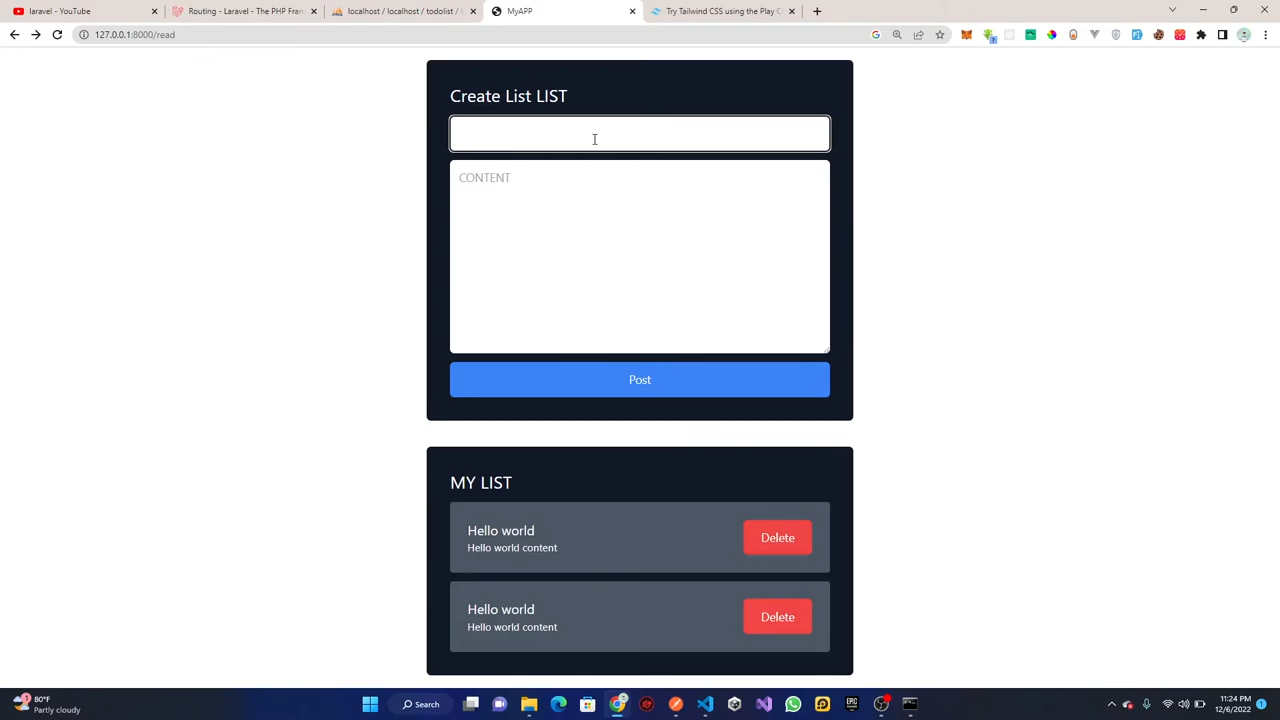 laravel - YouTube
Routing - Laravel - The PHP Fram
localhost / localhost / todolist / t
MyAPP
Try Tailwind CSS using the Play C
127.0.0.1:8000/read
Create List LIST
CONTENT
Post
MY LIST
Hello world
Hello world content
Delete
Hello world
Hello world content
Delete
80°F
Partly cloudy
Search
11:24 PM
12/6/2022